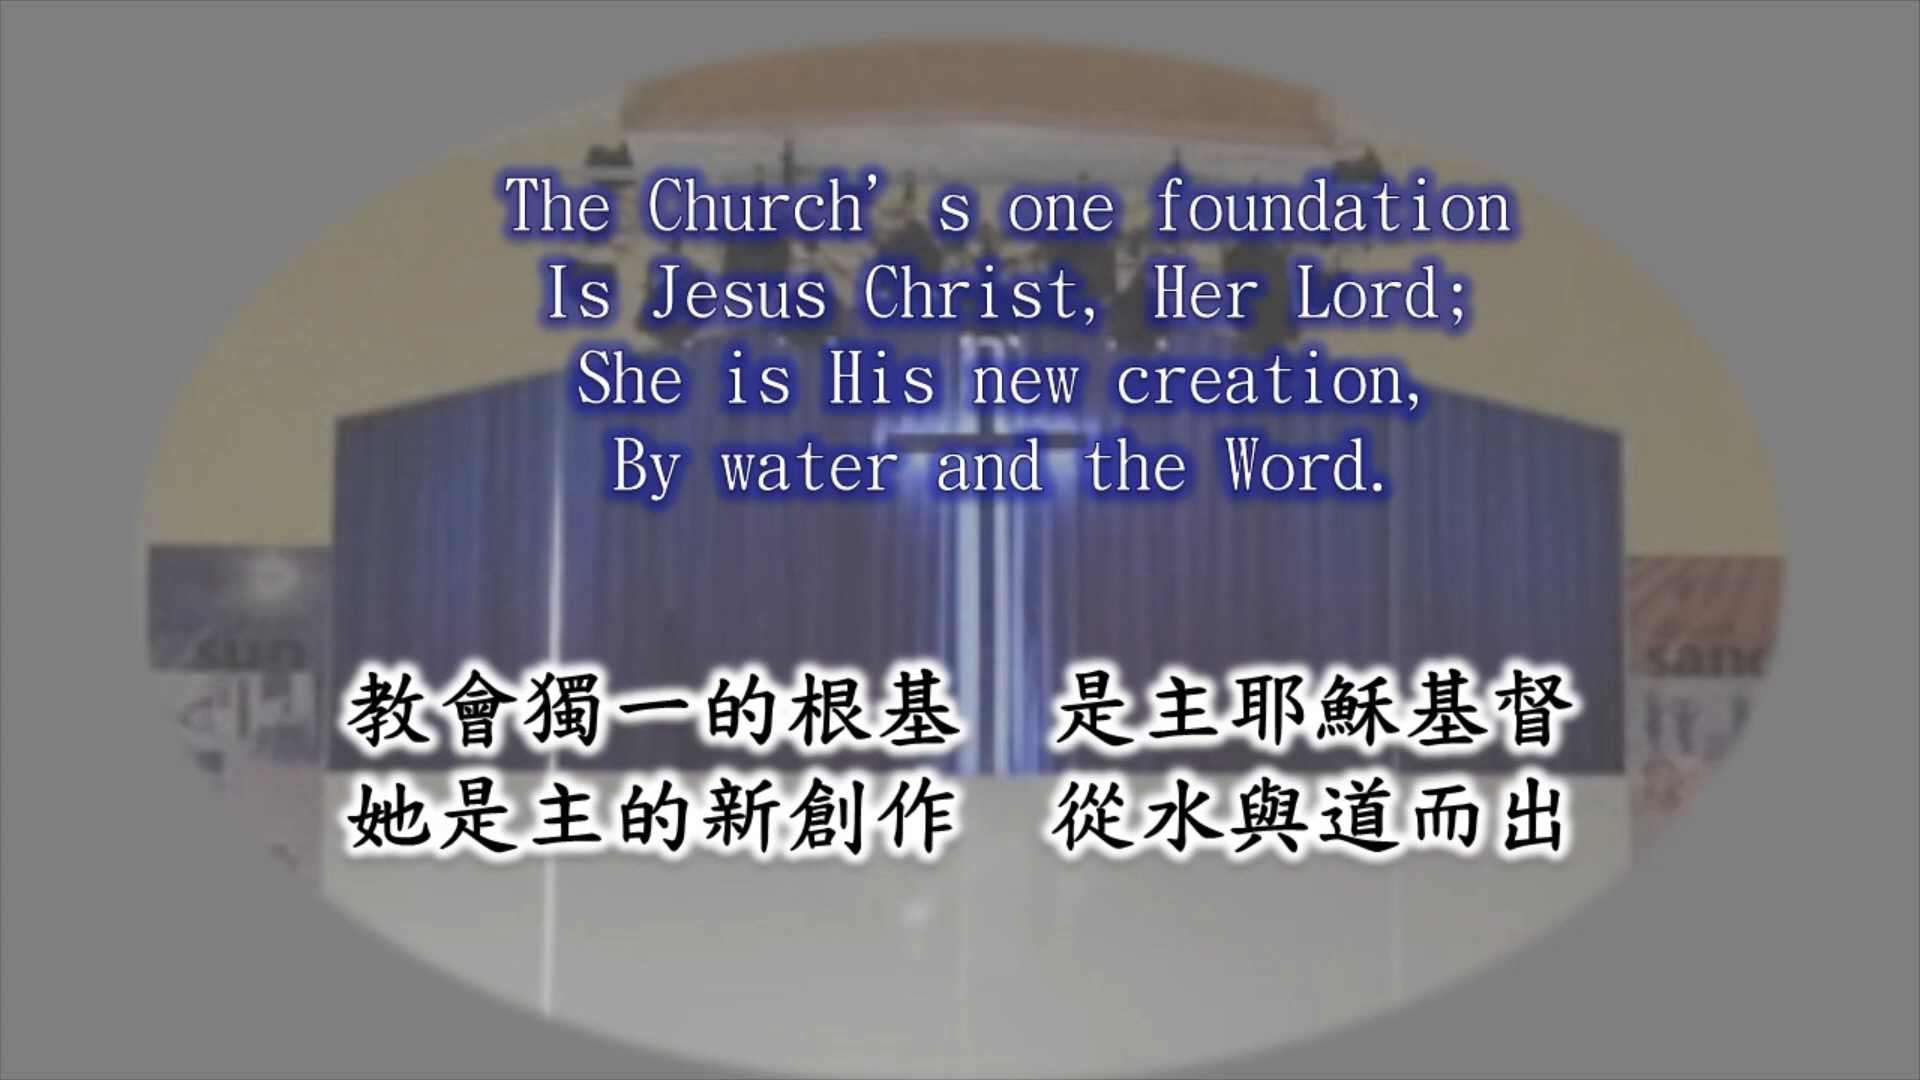 The Church’s one foundation
Is Jesus Christ, Her Lord;
She is His new creation,
By water and the Word.
sun
sand
教會獨一的根基　是主耶穌基督
她是主的新創作　從水與道而出